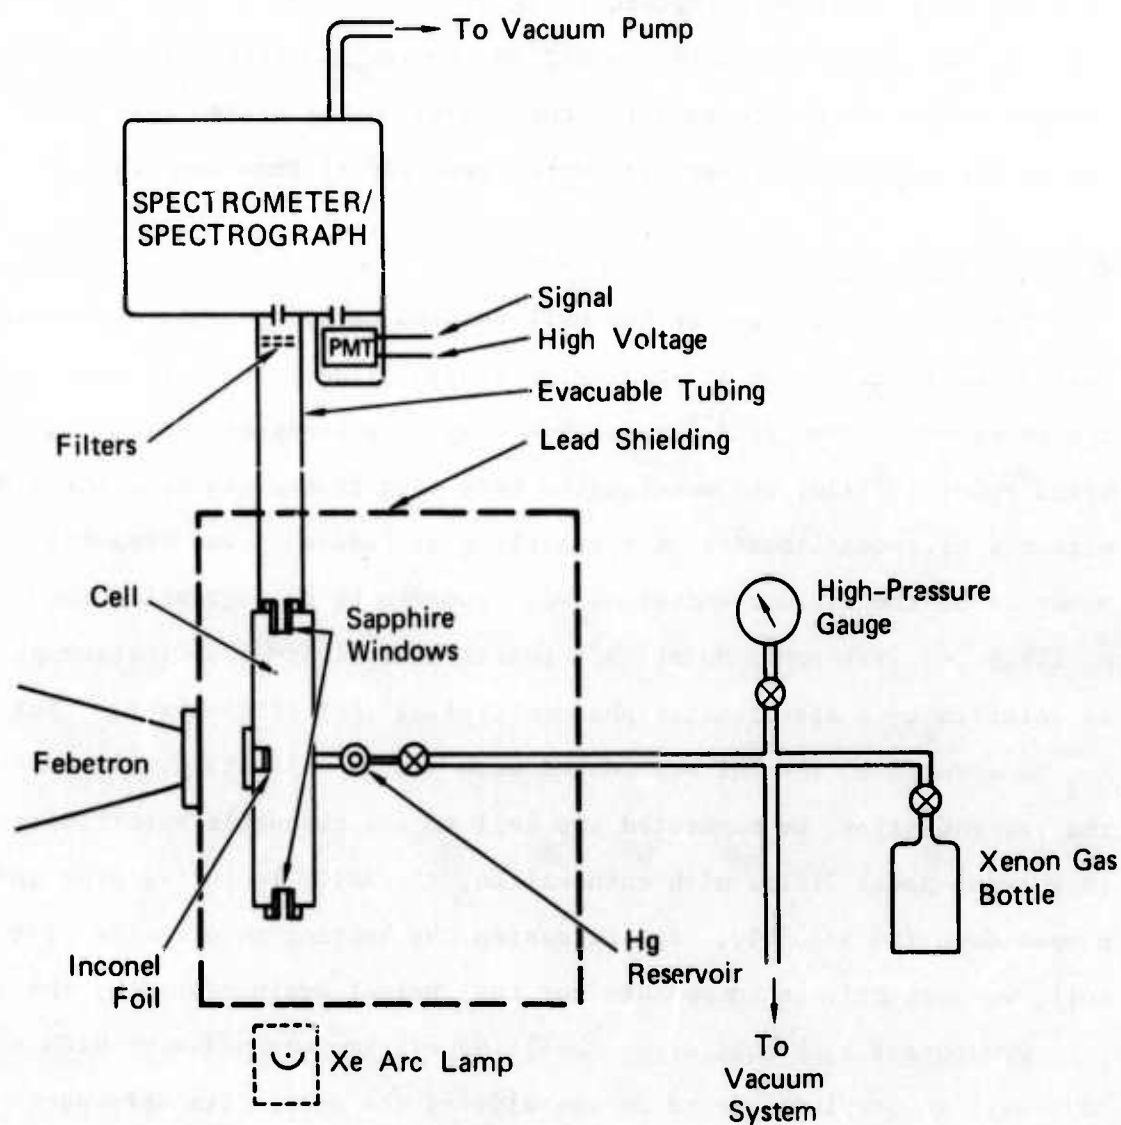 To Vacuum Pump
SPECTROMETER/
SPECTROGRAPH
Signal
PMT
High Voltage
Evacuable Tubing
Filters
Lead Shielding
Cell
Sapphire
Windows
High-Pressure
Gauge
Febetron
Xenon Gas
Bottle
Inconel
Foil
Hg
Reservoir
Xe Arc Lamp
To
Vacuum
System